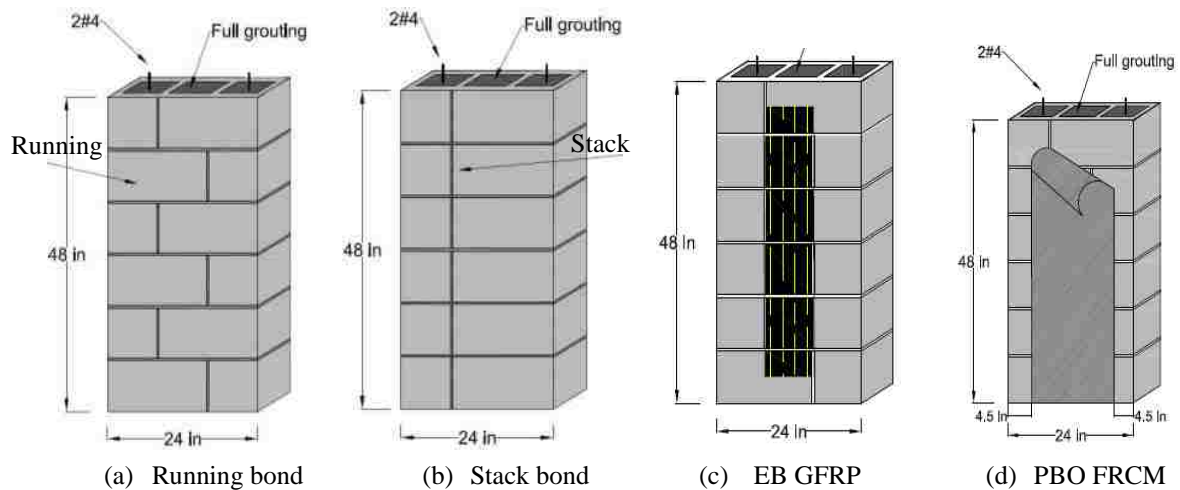 2#4
Full grouting
Running
48 in
24 in
(a) Running bond
2#4
Full grouting
Stack
48 in
24 in
(b) Stack bond
48 in
24 in
(c) EB GFRP
2#4
Full grouting
48 in
4.5 in
4.5 in
24 in
(d) PBO FRCM